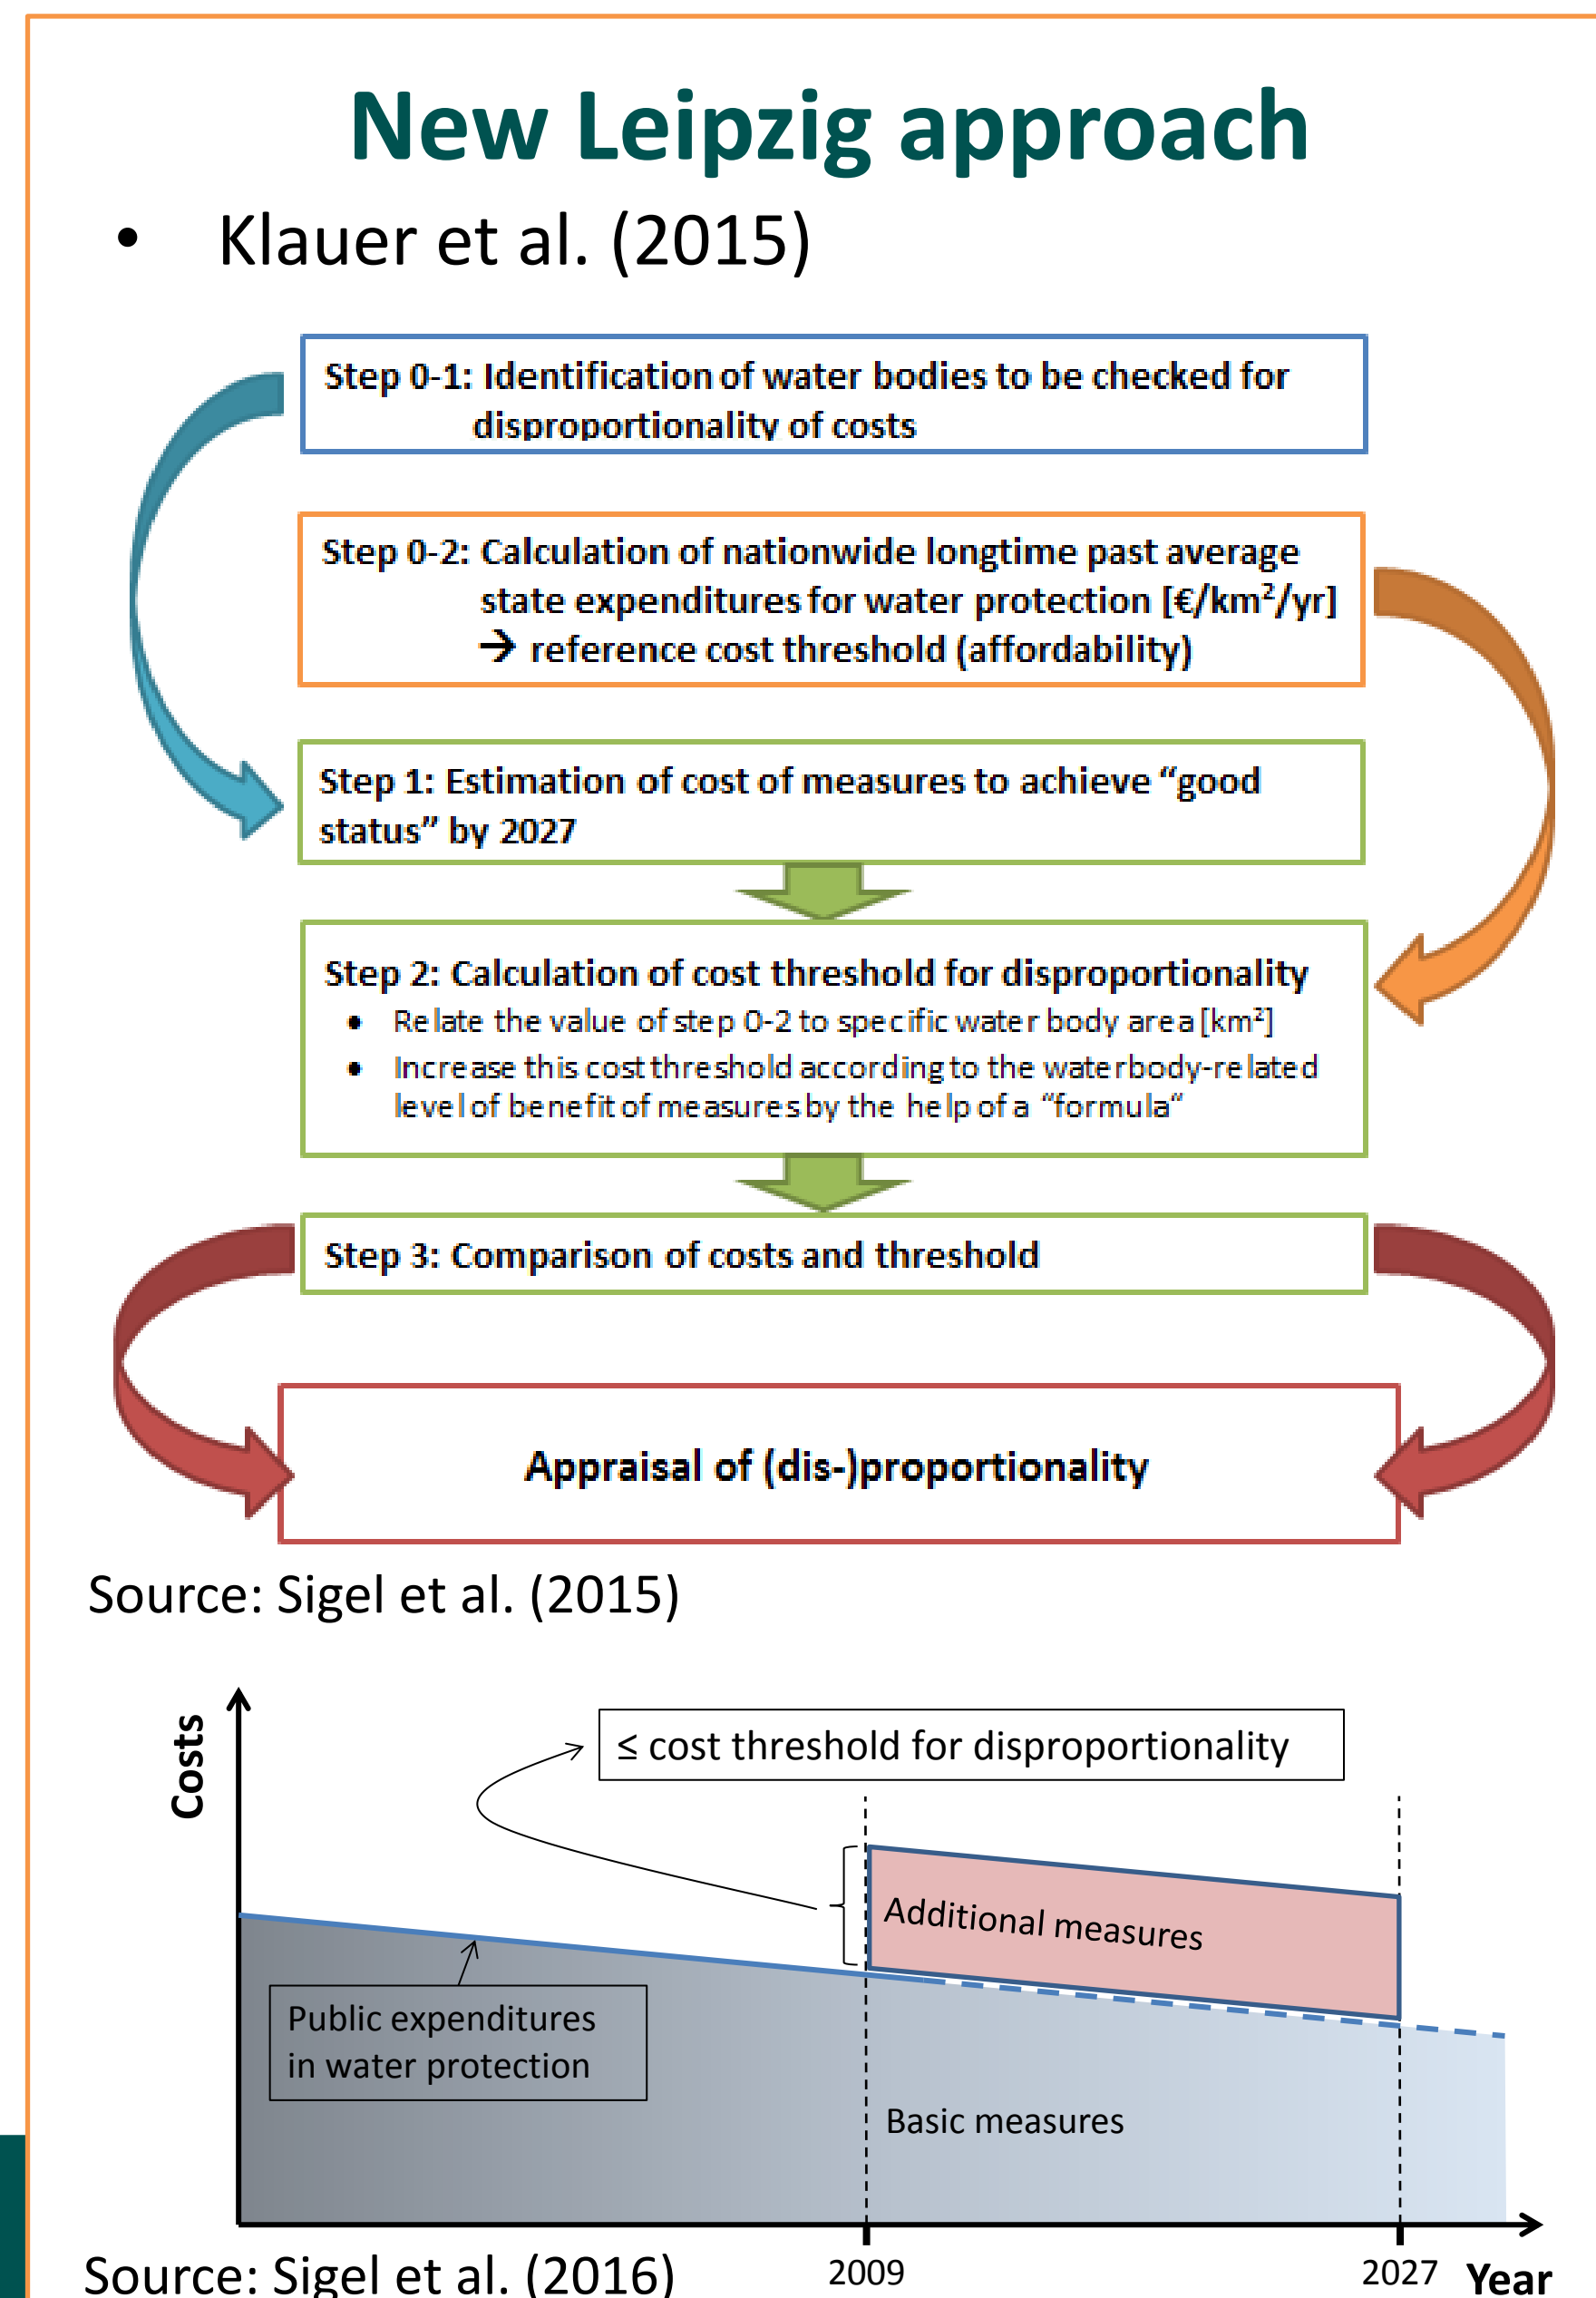 New Leipzig approach
• Klauer et al. (2015)
Step 0-1: Identification of water bodies to be checked for
disproportionality of costs
Step 0-2: Calculation of nationwide longtime past average
state expenditures for water protection [€/km²/yr]
→ reference cost threshold (affordability)
Step 1: Estimation of cost of measures to achieve “good
status” by 2027
Step 2: Calculation of cost threshold for disproportionality
• Relate the value of step 0-2 to specific water body area [km²]
• Increase this cost threshold according to the waterbody-related
level of benefit of measures by the help of a “formula“
Step 3: Comparison of costs and threshold
Appraisal of (dis-)proportionality
Source: Sigel et al. (2015)
Costs
≤ cost threshold for disproportionality
Additional measures
Public expenditures
in water protection
Basic measures
2009
2027
Year
Source: Sigel et al. (2016)